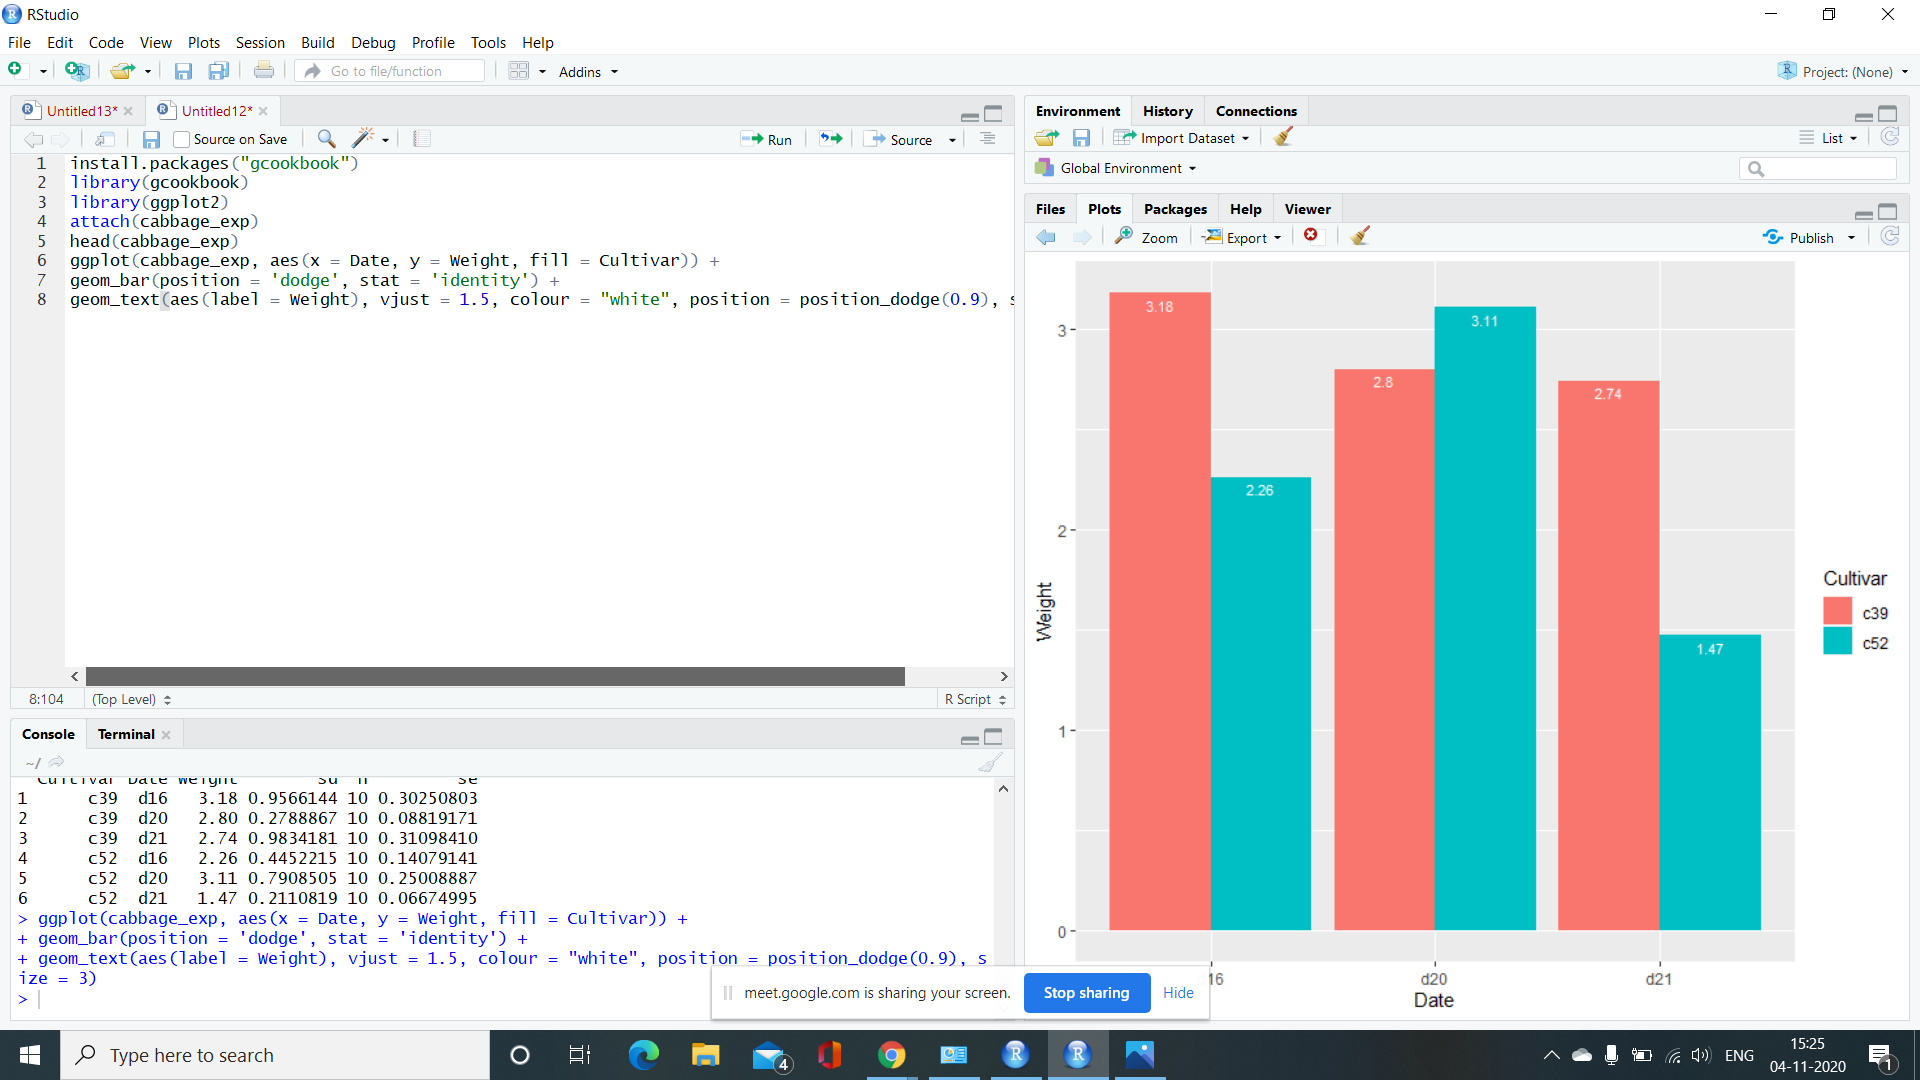 RStudio
File Edit Code View Plots Session Build Debug Profile Tools Help
Go to file/function Addins Project: (None)
Untitled13* Untitled12*
Source on Save Run Source
1 install.packages("gcookbook")
2 library(gcookbook)
3 library(ggplot2)
4 attach(cabbage_exp)
5 head(cabbage_exp)
6 ggplot(cabbage_exp, aes(x = Date, y = Weight, fill = Cultivar)) +
7 geom_bar(position = 'dodge', stat = 'identity') +
8 geom_text(aes(label = Weight), vjust = 1.5, colour = "white", position = position_dodge(0.9), s
8:104 (Top Level) R Script
Console Terminal
~/
Cultivar Date Weight sd n se
1 c39 d16 3.18 0.9566144 10 0.30250803
2 c39 d20 2.80 0.2788867 10 0.08819171
3 c39 d21 2.74 0.9834181 10 0.31098410
4 c52 d16 2.26 0.4452215 10 0.14079141
5 c52 d20 3.11 0.7908505 10 0.25008887
6 c52 d21 1.47 0.2110819 10 0.06674995
> ggplot(cabbage_exp, aes(x = Date, y = Weight, fill = Cultivar)) +
+ geom_bar(position = 'dodge', stat = 'identity') +
+ geom_text(aes(label = Weight), vjust = 1.5, colour = "white", position = position_dodge(0.9), s
ize = 3)
>
Environment History Connections
Import Dataset List
Global Environment
Files Plots Packages Help Viewer
Zoom Export Publish
3.18
3.11
3
2.8
2.74
2.26
2
Weight
Cultivar
c39
c52
1.47
1
0
16 d20 d21
Date
meet.google.com is sharing your screen. Stop sharing Hide
Type here to search
4
ENG
15:25
04-11-2020
1